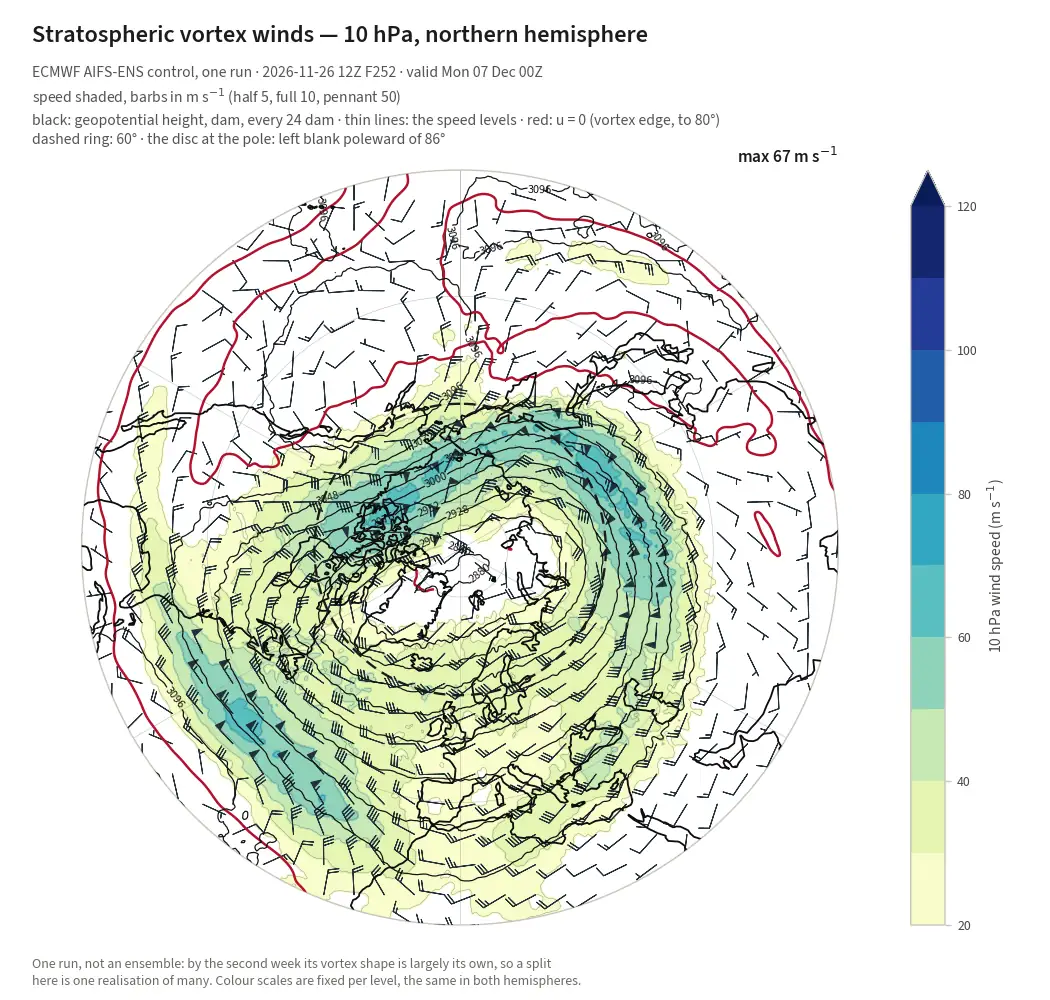 Stratospheric vortex winds — 10 hPa, northern hemisphere
ECMWF AIFS-ENS control, one run · 2026-11-26 12Z F252 · valid Mon 07 Dec 00Z
speed shaded, barbs in m s⁻¹ (half 5, full 10, pennant 50)
black: geopotential height, dam, every 24 dam · thin lines: the speed levels · red: u = 0 (vortex edge, to 80°)
dashed ring: 60° · the disc at the pole: left blank poleward of 86°
max 67 m s⁻¹
3096
3096
3096
3096
3096
3096
3096
3096
3048
3000
2928
2880
3096
120
100
80
60
40
20
10 hPa wind speed (m s⁻¹)
One run, not an ensemble: by the second week its vortex shape is largely its own, so a split
here is one realisation of many. Colour scales are fixed per level, the same in both hemispheres.